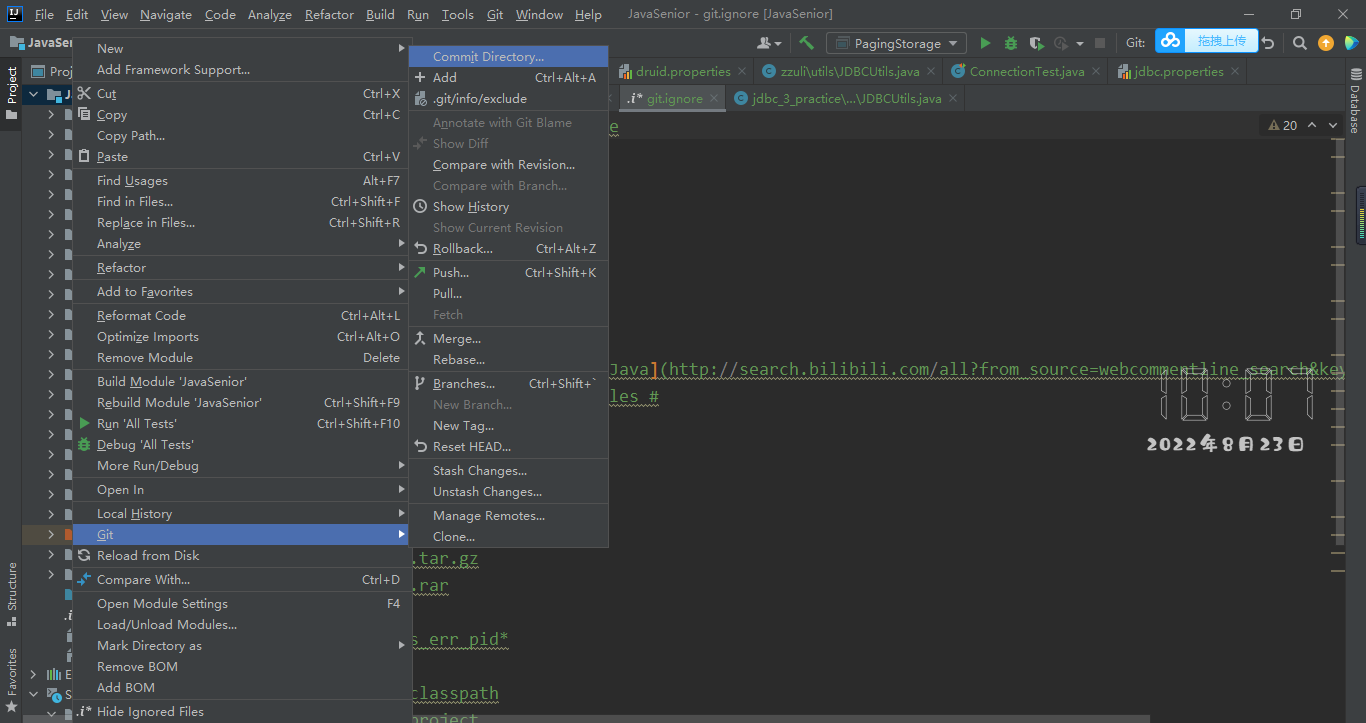 File Edit View Navigate Code Analyze Refactor Build Run Tools Git Window Help JavaSenior - git.ignore [JavaSenior]
JavaSen
PagingStorage
Git:
拖拽上传
Project
Proj
druid.properties
zzuli\utils\JDBCUtils.java
ConnectionTest.java
jdbc.properties
.i* git.ignore
jdbc_3_practice\...\JDBCUtils.java
Database
20
New
Add Framework Support...
Cut Ctrl+X
Copy Ctrl+C
Copy Path...
Paste Ctrl+V
Find Usages Alt+F7
Find in Files... Ctrl+Shift+F
Replace in Files... Ctrl+Shift+R
Analyze
Refactor
Add to Favorites
Reformat Code Ctrl+Alt+L
Optimize Imports Ctrl+Alt+O
Remove Module Delete
Build Module 'JavaSenior'
Rebuild Module 'JavaSenior' Ctrl+Shift+F9
Run 'All Tests' Ctrl+Shift+F10
Debug 'All Tests'
More Run/Debug
Open In
Local History
Git
Reload from Disk
Compare With... Ctrl+D
Open Module Settings F4
Load/Unload Modules...
Mark Directory as
Remove BOM
Add BOM
.i* Hide Ignored Files
Commit Directory...
Add Ctrl+Alt+A
.git/info/exclude
Annotate with Git Blame
Show Diff
Compare with Revision...
Compare with Branch...
Show History
Show Current Revision
Rollback... Ctrl+Alt+Z
Push... Ctrl+Shift+K
Pull...
Fetch
Merge...
Rebase...
Branches... Ctrl+Shift+`
New Branch...
New Tag...
Reset HEAD...
Stash Changes...
Unstash Changes...
Manage Remotes...
Clone...
e
Java](http://search.bilibili.com/all?from_source=webcommentline_search&key
les #
.tar.gz
.rar
s_err_pid*
classpath
project
10:07
2022年8月23日
Structure
Favorites